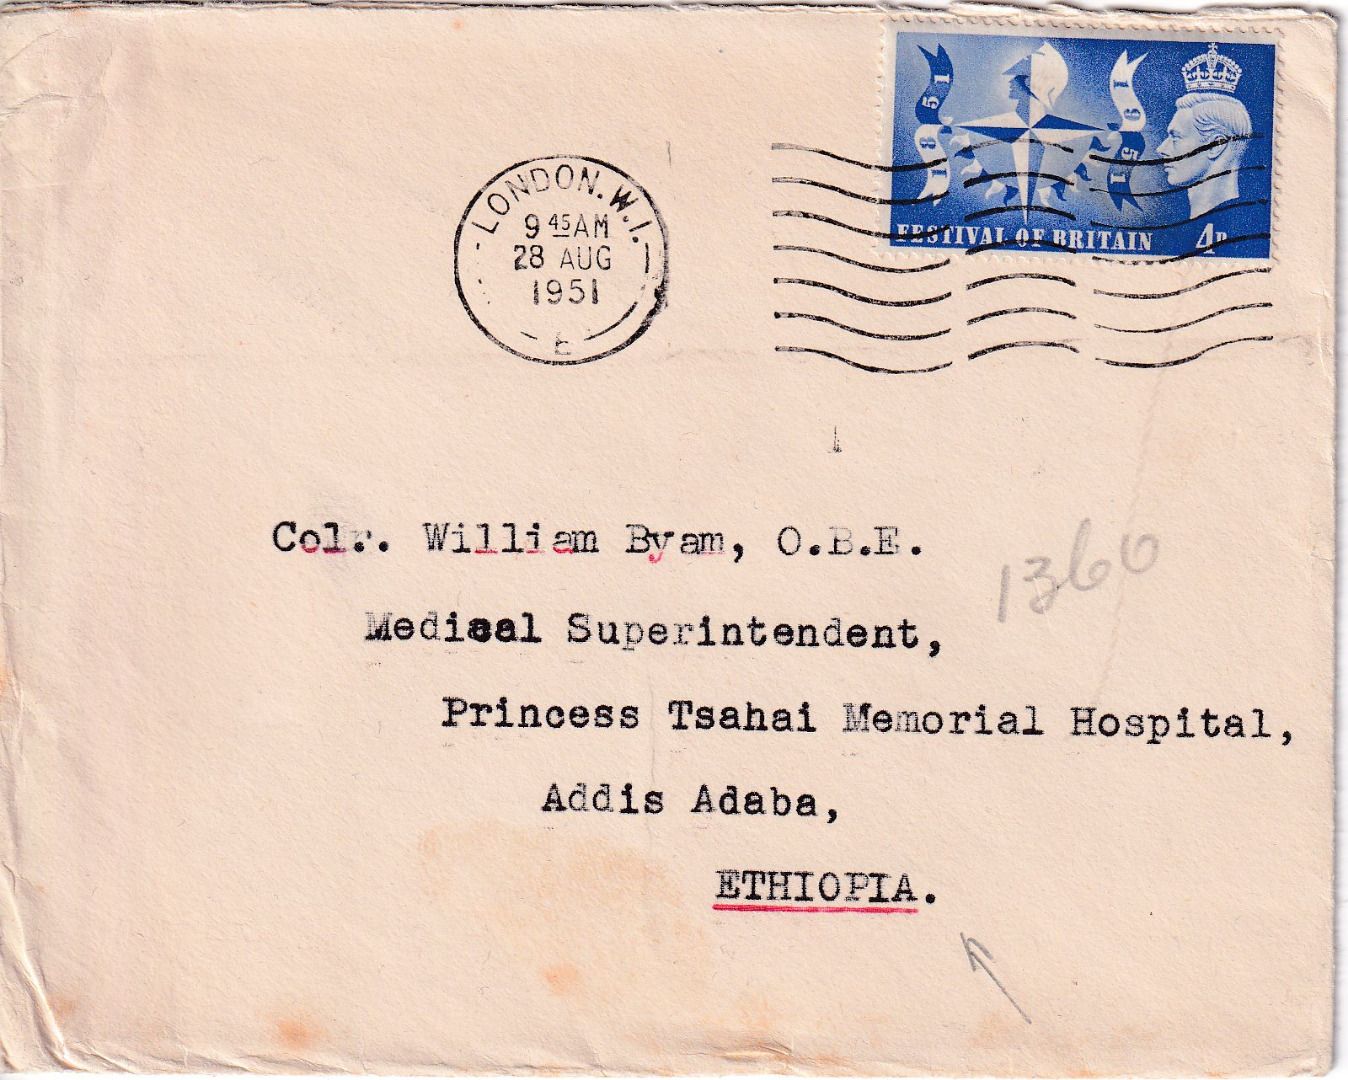 1851
1951
FESTIVAL OF BRITAIN 4D
LONDON.W.1.
9 45 AM
28 AUG
1951
Colr. William Byam, O.B.E.
1360
Medical Superintendent,
Princess Tsahai Memorial Hospital,
Addis Adaba,
ETHIOPIA.